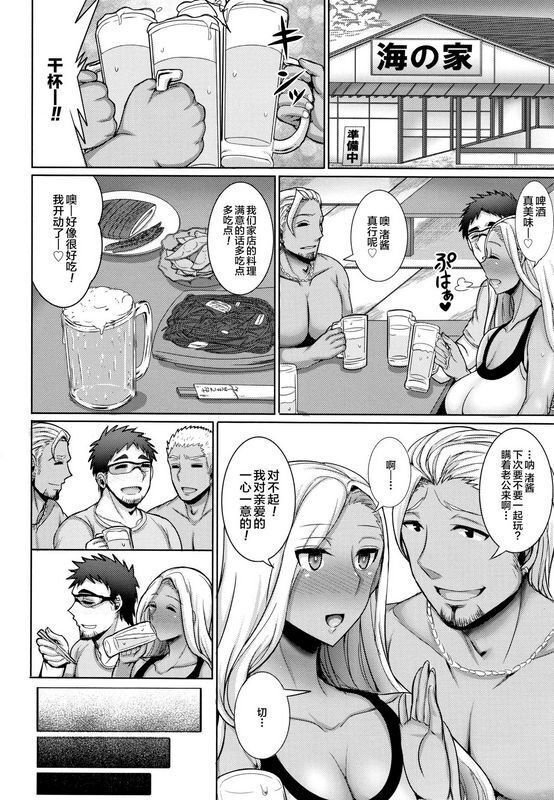 海の家
準備中
干杯—!!
啤酒
真美味—♡
噢 渚酱
真行呢♡
ぷはぁ♥
我们家店的料理
满意的话多吃点
多吃点！
噢—好像很好吃！
我开动了—♡
…呐 渚酱
下次要不要一起玩?
瞒着老公来啊…
啊…
对不起！
我对亲爱的
一心一意的！
切…